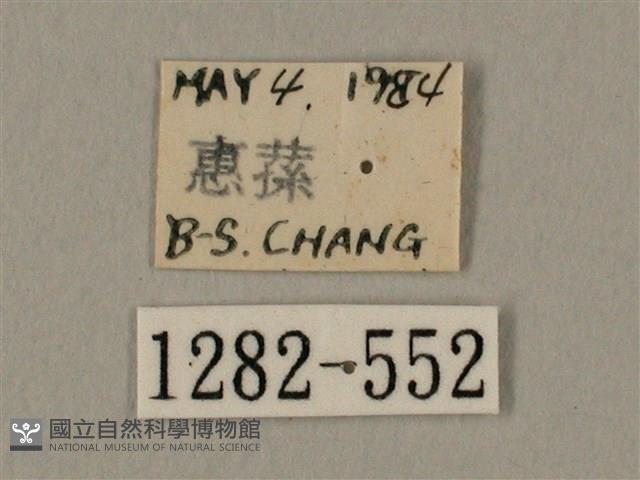 MAY 4. 1984
惠蓀
B-S. CHANG
1282-552
國立自然科學博物館
NATIONAL MUSEUM OF NATURAL SCIENCE